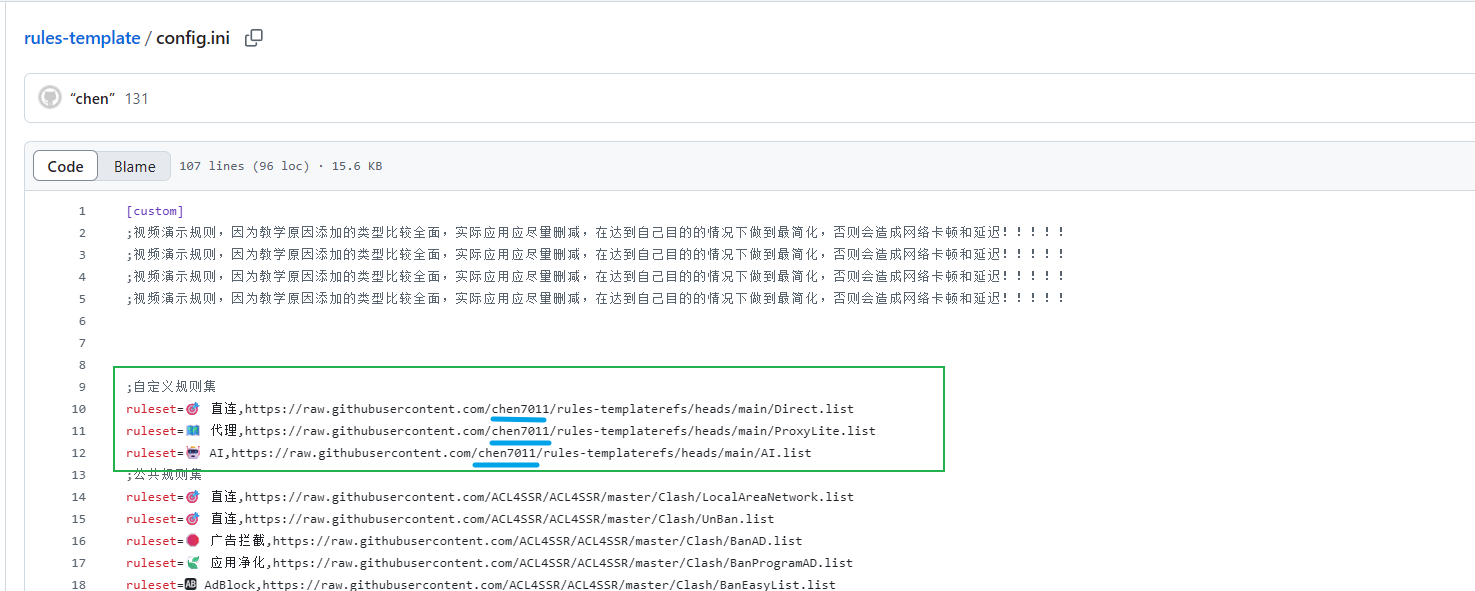 rules-template / config.ini
“chen” 131
Code Blame 107 lines (96 loc) · 15.6 KB
1 [custom]
2 ;视频演示规则，因为教学原因添加的类型比较全面，实际应用应尽量删减，在达到自己目的的情况下做到最简化，否则会造成网络卡顿和延迟！！！！！
3 ;视频演示规则，因为教学原因添加的类型比较全面，实际应用应尽量删减，在达到自己目的的情况下做到最简化，否则会造成网络卡顿和延迟！！！！！
4 ;视频演示规则，因为教学原因添加的类型比较全面，实际应用应尽量删减，在达到自己目的的情况下做到最简化，否则会造成网络卡顿和延迟！！！！！
5 ;视频演示规则，因为教学原因添加的类型比较全面，实际应用应尽量删减，在达到自己目的的情况下做到最简化，否则会造成网络卡顿和延迟！！！！！
6
7
8
9 ;自定义规则集
10 ruleset=🎯 直连,https://raw.githubusercontent.com/chen7011/rules-templaterefs/heads/main/Direct.list
11 ruleset=📖 代理,https://raw.githubusercontent.com/chen7011/rules-templaterefs/heads/main/ProxyLite.list
12 ruleset=🤖 AI,https://raw.githubusercontent.com/chen7011/rules-templaterefs/heads/main/AI.list
13 ;公共规则集
14 ruleset=🎯 直连,https://raw.githubusercontent.com/ACL4SSR/ACL4SSR/master/Clash/LocalAreaNetwork.list
15 ruleset=🎯 直连,https://raw.githubusercontent.com/ACL4SSR/ACL4SSR/master/Clash/UnBan.list
16 ruleset=🛑 广告拦截,https://raw.githubusercontent.com/ACL4SSR/ACL4SSR/master/Clash/BanAD.list
17 ruleset=🍃 应用净化,https://raw.githubusercontent.com/ACL4SSR/ACL4SSR/master/Clash/BanProgramAD.list
18 ruleset=🆎 AdBlock,https://raw.githubusercontent.com/ACL4SSR/ACL4SSR/master/Clash/BanEasyList.list